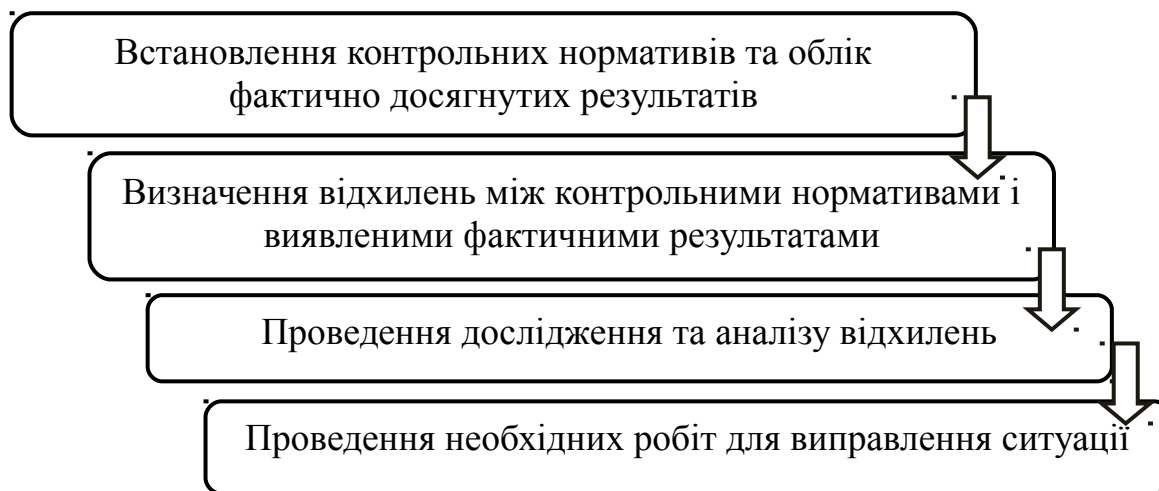 Встановлення контрольних нормативів та облік
фактично досягнутих результатів
Визначення відхилень між контрольними нормативами і
виявленими фактичними результатами
Проведення дослідження та аналізу відхилень
Проведення необхідних робіт для виправлення ситуації